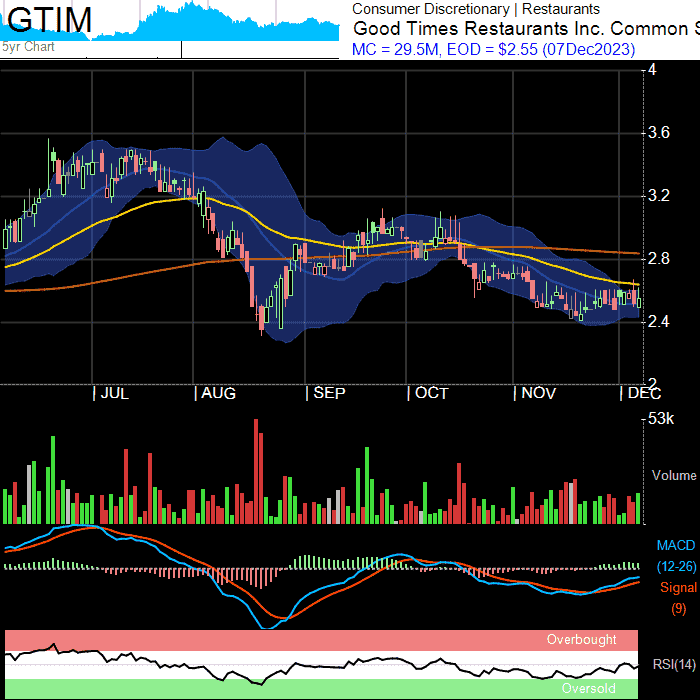 GTIM
5yr Chart
Consumer Discretionary | Restaurants
Good Times Restaurants Inc. Common S
MC = 29.5M, EOD = $2.55 (07Dec2023)
4
3.6
3.2
2.8
2.4
2
| JUL | AUG | SEP | OCT | NOV | DEC
53k
Volume
MACD
(12-26)
Signal
(9)
Overbought
RSI(14)
Oversold